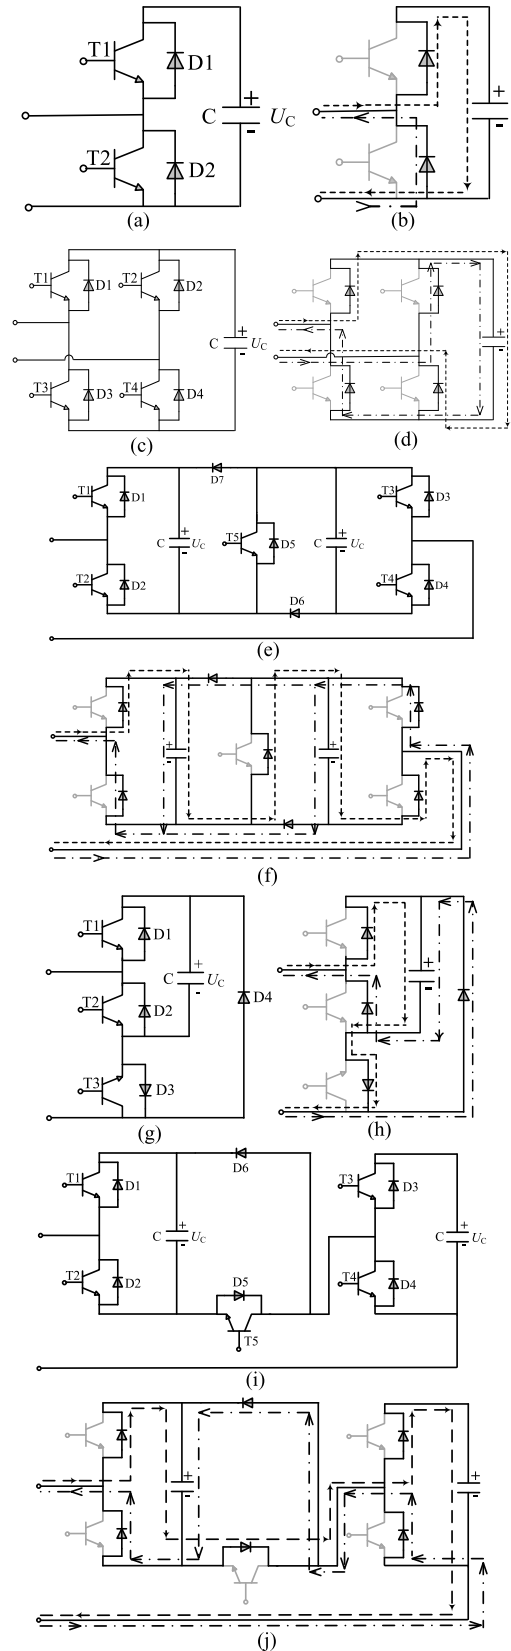 T1 D1 + C U_C - T2 D2
+ -
(a) (b)
T1 D1 T2 D2 + C U_C - T3 D3 T4 D4
+ -
(c) (d)
D7
T1 D1 + C U_C - T5 D5 + C U_C - T3 D3
T2 D2 D6 T4 D4
(e)
+ - + -
(f)
T1 D1 + C U_C - D4
T2 D2
T3 D3
+ -
(g) (h)
D6
T1 D1 + C U_C - T3 D3 + C U_C -
T2 D2 D5 T5 T4 D4
(i)
+ - + -
(j)